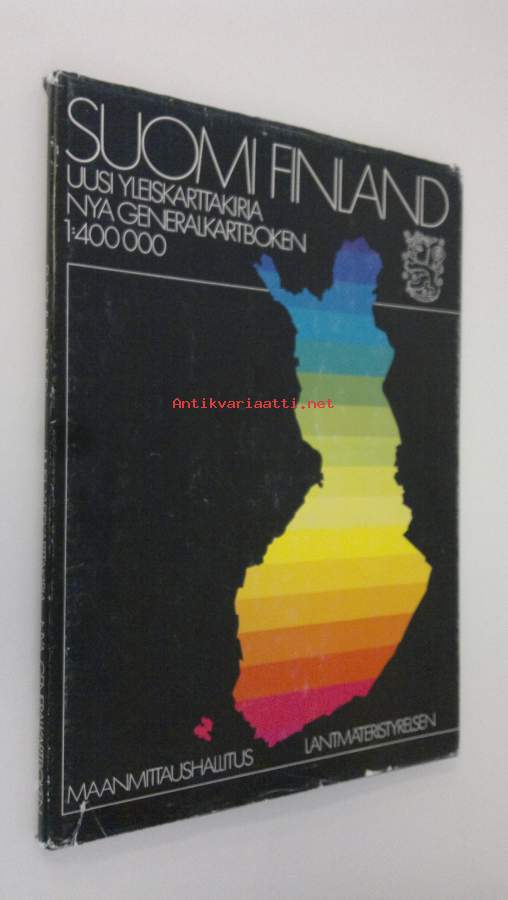 SUOMI FINLAND
UUSI YLEISKARTTAKIRJA
NYA GENERALKARTBOKEN
1:400 000
Antikvariaatti.net
MAANMITTAUSHALLITUS
LANTMÄTERISTYRELSEN